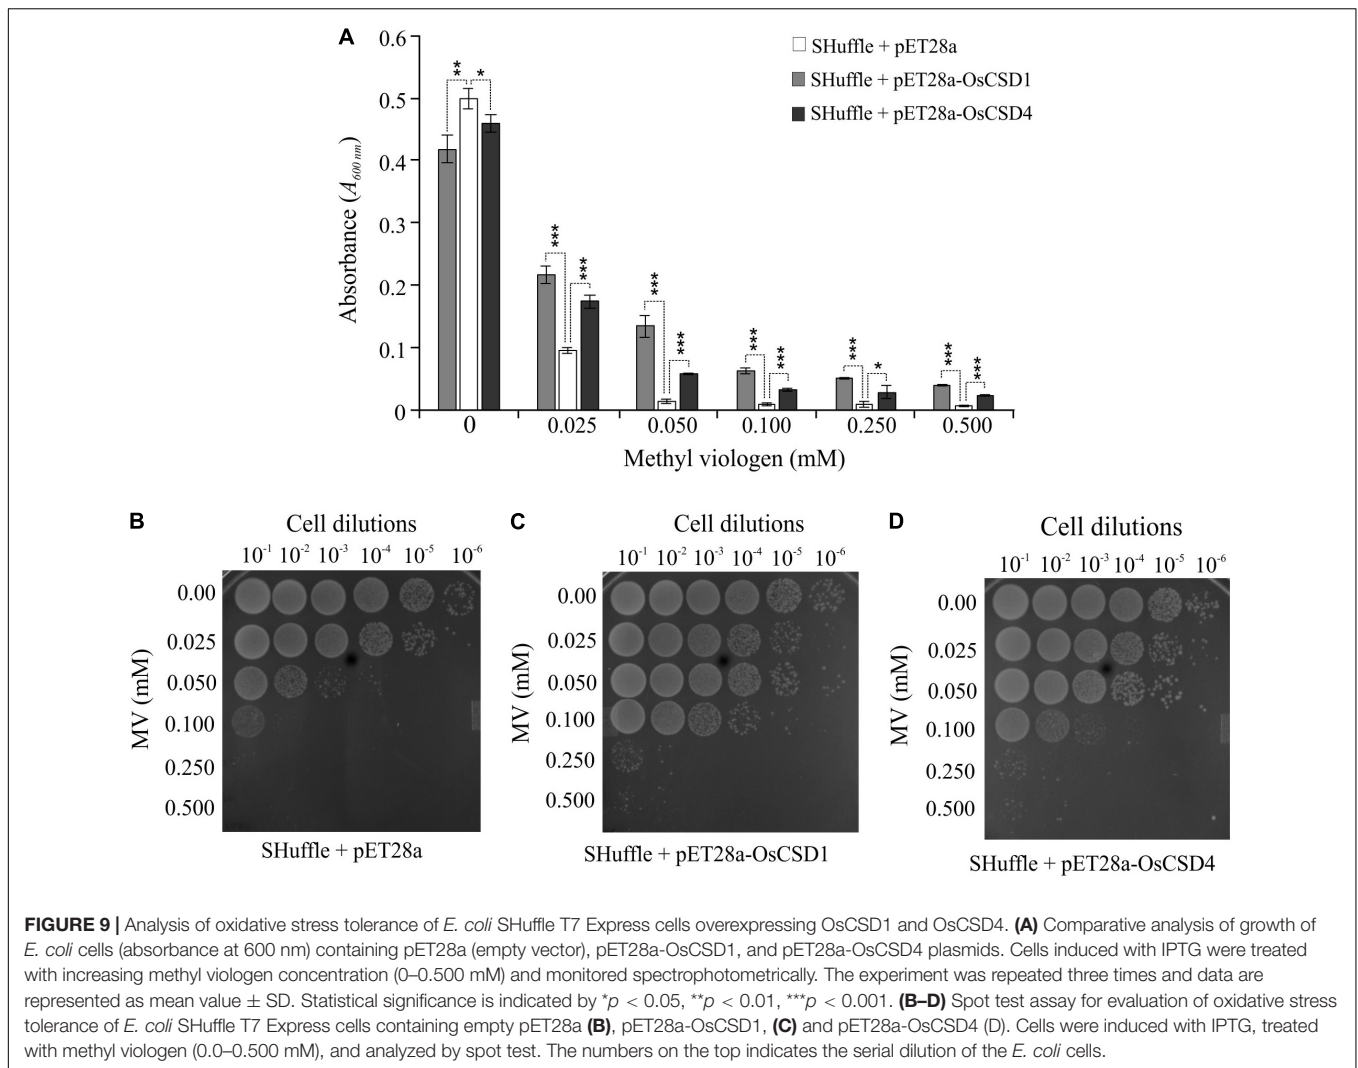 A
0.6
0.5
0.4
0.3
0.2
0.1
0
Absorbance (A600 nm)
** *
*** ***
*** ***
*** ***
*** *
*** ***
SHuffle + pET28a
SHuffle + pET28a-OsCSD1
SHuffle + pET28a-OsCSD4
0 0.025 0.050 0.100 0.250 0.500
Methyl viologen (mM)
B
Cell dilutions
10-1 10-2 10-3 10-4 10-5 10-6
MV (mM)
0.00
0.025
0.050
0.100
0.250
0.500
SHuffle + pET28a
C
Cell dilutions
10-1 10-2 10-3 10-4 10-5 10-6
MV (mM)
0.00
0.025
0.050
0.100
0.250
0.500
SHuffle + pET28a-OsCSD1
D
Cell dilutions
10-1 10-2 10-3 10-4 10-5 10-6
MV (mM)
0.00
0.025
0.050
0.100
0.250
0.500
SHuffle + pET28a-OsCSD4
FIGURE 9 | Analysis of oxidative stress tolerance of E. coli SHuffle T7 Express cells overexpressing OsCSD1 and OsCSD4. (A) Comparative analysis of growth of
E. coli cells (absorbance at 600 nm) containing pET28a (empty vector), pET28a-OsCSD1, and pET28a-OsCSD4 plasmids. Cells induced with IPTG were treated
with increasing methyl viologen concentration (0–0.500 mM) and monitored spectrophotometrically. The experiment was repeated three times and data are
represented as mean value ± SD. Statistical significance is indicated by *p < 0.05, **p < 0.01, ***p < 0.001. (B–D) Spot test assay for evaluation of oxidative stress
tolerance of E. coli SHuffle T7 Express cells containing empty pET28a (B), pET28a-OsCSD1, (C) and pET28a-OsCSD4 (D). Cells were induced with IPTG, treated
with methyl viologen (0.0–0.500 mM), and analyzed by spot test. The numbers on the top indicates the serial dilution of the E. coli cells.